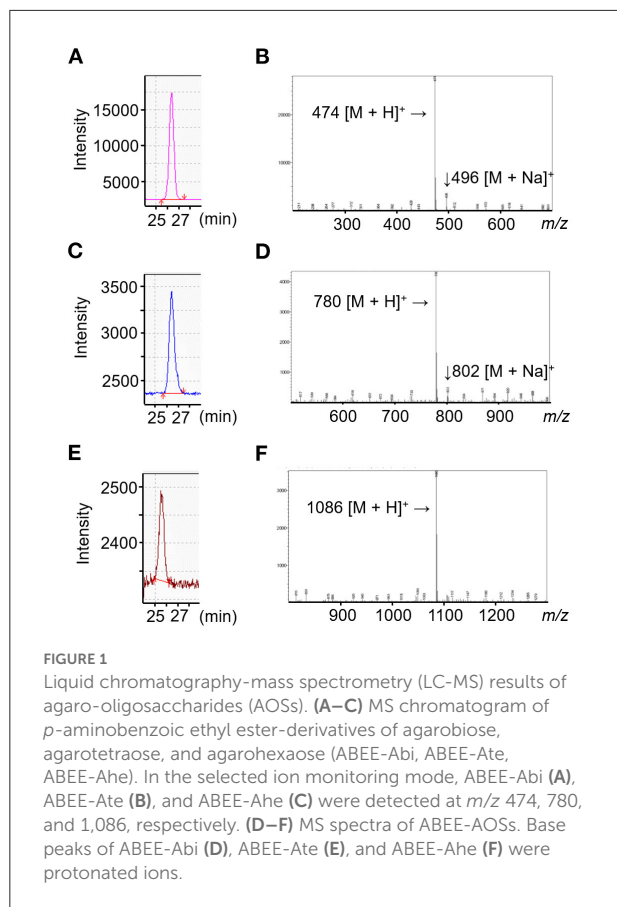 A
B
Intensity
15000
10000
5000
25 27 (min)
474 [M + H]⁺ →
↓496 [M + Na]⁺
300 400 500 600 m/z
C
D
Intensity
3500
3000
2500
25 27 (min)
780 [M + H]⁺ →
↓802 [M + Na]⁺
600 700 800 900 m/z
E
F
Intensity
2500
2400
25 27 (min)
1086 [M + H]⁺ →
900 1000 1100 1200 m/z
FIGURE 1
Liquid chromatography-mass spectrometry (LC-MS) results of
agaro-oligosaccharides (AOSs). (A–C) MS chromatogram of
p-aminobenzoic ethyl ester-derivatives of agarobiose,
agarotetraose, and agarohexaose (ABEE-Abi, ABEE-Ate,
ABEE-Ahe). In the selected ion monitoring mode, ABEE-Abi (A),
ABEE-Ate (B), and ABEE-Ahe (C) were detected at m/z 474, 780,
and 1,086, respectively. (D–F) MS spectra of ABEE-AOSs. Base
peaks of ABEE-Abi (D), ABEE-Ate (E), and ABEE-Ahe (F) were
protonated ions.